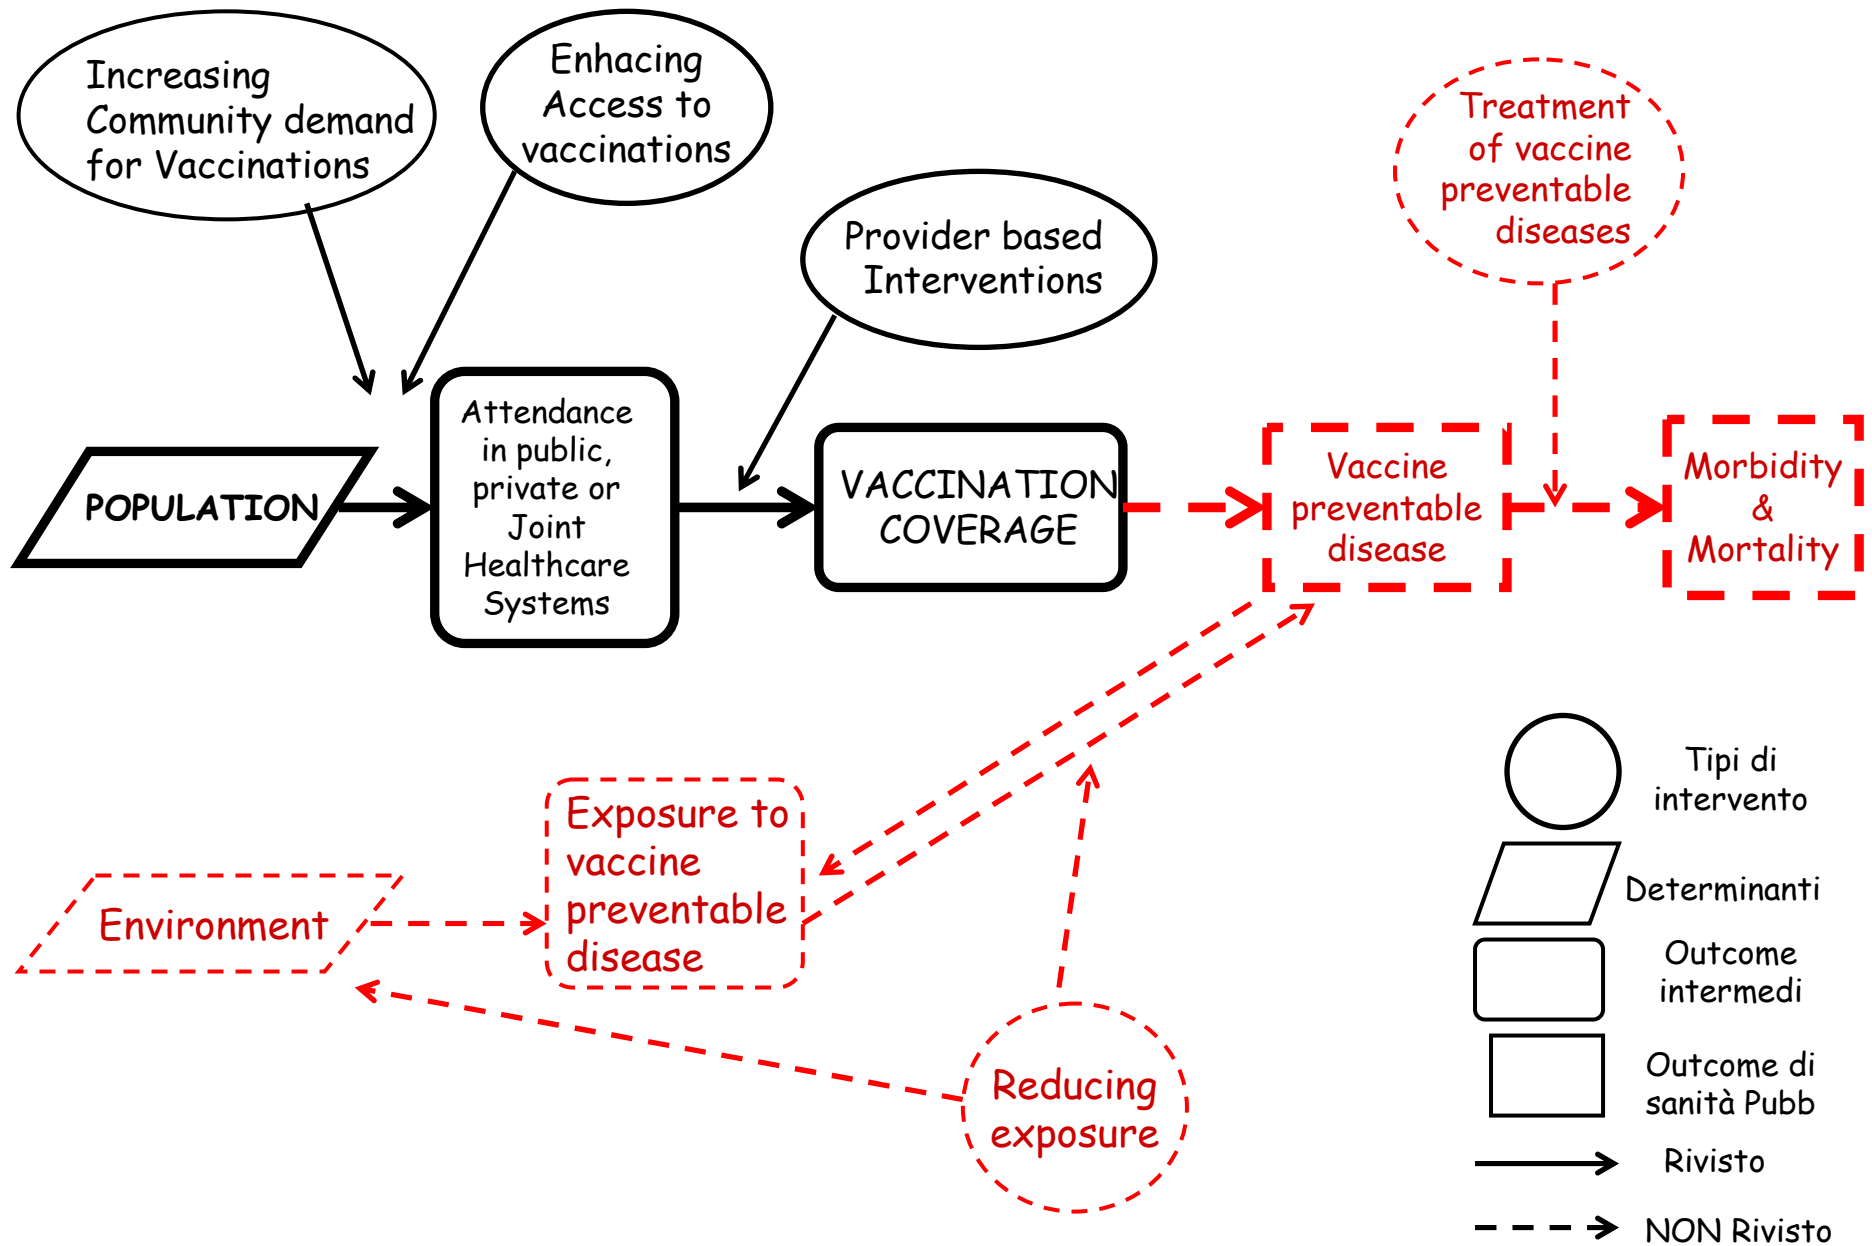 Increasing
Community demand
for Vaccinations
Enhacing
Access to
vaccinations
Provider based
Interventions
Treatment
of vaccine
preventable
diseases
POPULATION
Attendance
in public,
private or
Joint
Healthcare
Systems
VACCINATION
COVERAGE
Vaccine
preventable
disease
Morbidity
&
Mortality
Environment
Exposure to
vaccine
preventable
disease
Reducing
exposure
Tipi di
intervento
Determinanti
Outcome
intermedi
Outcome di
sanità Pubb
Rivisto
NON Rivisto